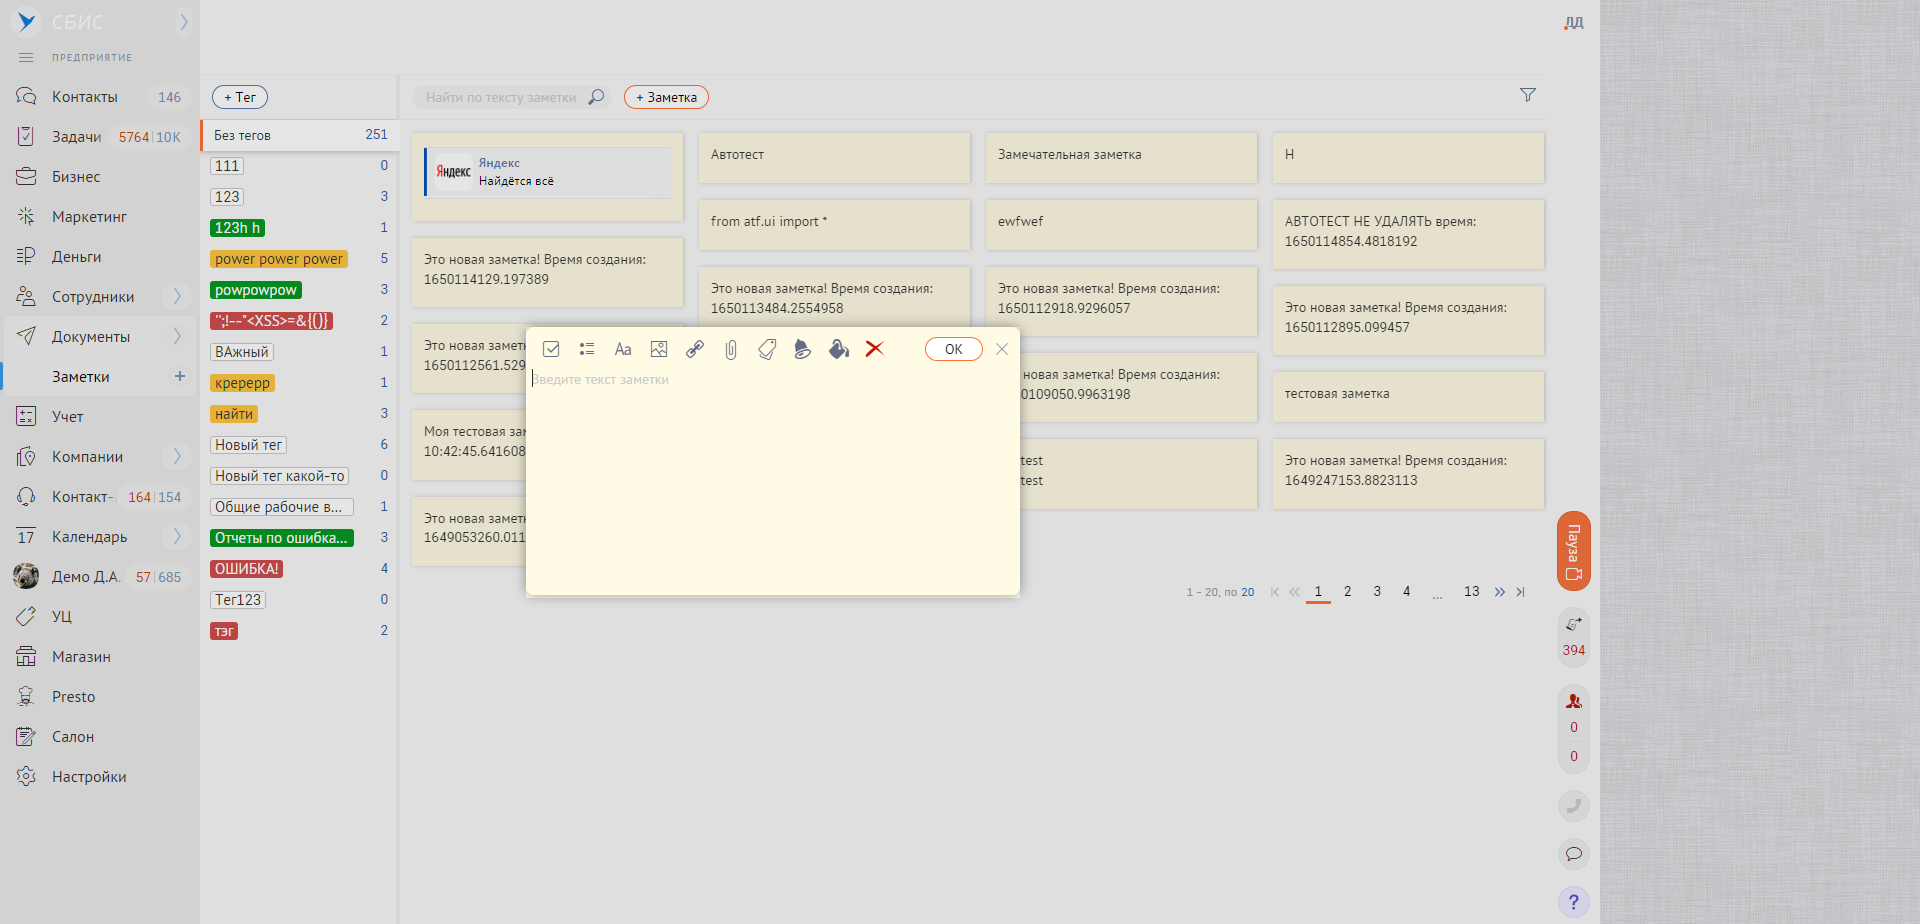 СБИС
ПРЕДПРИЯТИЕ
Контакты 146
Задачи 5764 10K
Бизнес
Маркетинг
Деньги
Сотрудники
Документы
Заметки +
Учет
Компании
Контакт- 164 154
17 Календарь
Демо Д.А. 57 685
УЦ
Магазин
Presto
Салон
Настройки
+ Тег
Без тегов 251
111 0
123 3
123h h 1
power power power 5
powpowpow 3
'';!--"<XSS>=&{()} 2
ВАжный 1
кререрр 1
найти 3
Новый тег 6
Новый тег какой-то 0
Общие рабочие в... 1
Отчеты по ошибка... 3
ОШИБКА! 4
Тег123 0
тэг 2
Найти по тексту заметки
+ Заметка
Яндекс
Яндекс
Найдётся всё
Это новая заметка! Время создания:
1650114129.197389
Это новая замет
1650112561.529
Моя тестовая зам
10:42:45.641608
Это новая замет
1649053260.011
Автотест
from atf.ui import *
Это новая заметка! Время создания:
1650113484.2554958
Замечательная заметка
ewfwef
Это новая заметка! Время создания:
1650112918.9296057
новая заметка! Время создания:
0109050.9963198
test
test
Н
АВТОТЕСТ НЕ УДАЛЯТЬ время:
1650114854.4818192
Это новая заметка! Время создания:
1650112895.099457
тестовая заметка
Это новая заметка! Время создания:
1649247153.8823113
Aa
OK
Введите текст заметки
1 - 20, по 20
1 2 3 4 ... 13
ДД
Пауза
394
0
0
?